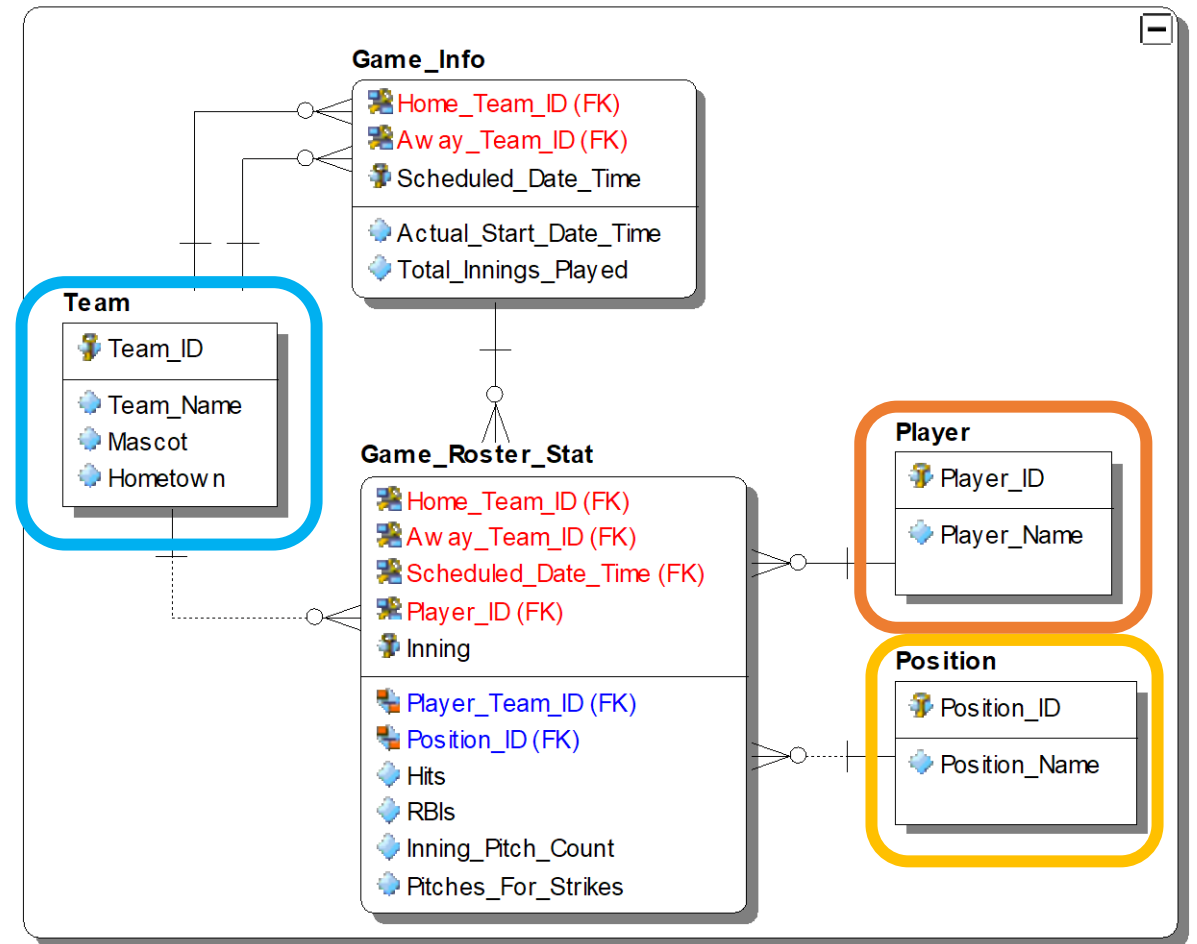 Game_Info
Home_Team_ID (FK)
Away_Team_ID (FK)
Scheduled_Date_Time
Actual_Start_Date_Time
Total_Innings_Played
Team
Team_ID
Team_Name
Mascot
Hometown
Game_Roster_Stat
Home_Team_ID (FK)
Away_Team_ID (FK)
Scheduled_Date_Time (FK)
Player_ID (FK)
Inning
Player_Team_ID (FK)
Position_ID (FK)
Hits
RBIs
Inning_Pitch_Count
Pitches_For_Strikes
Player
Player_ID
Player_Name
Position
Position_ID
Position_Name